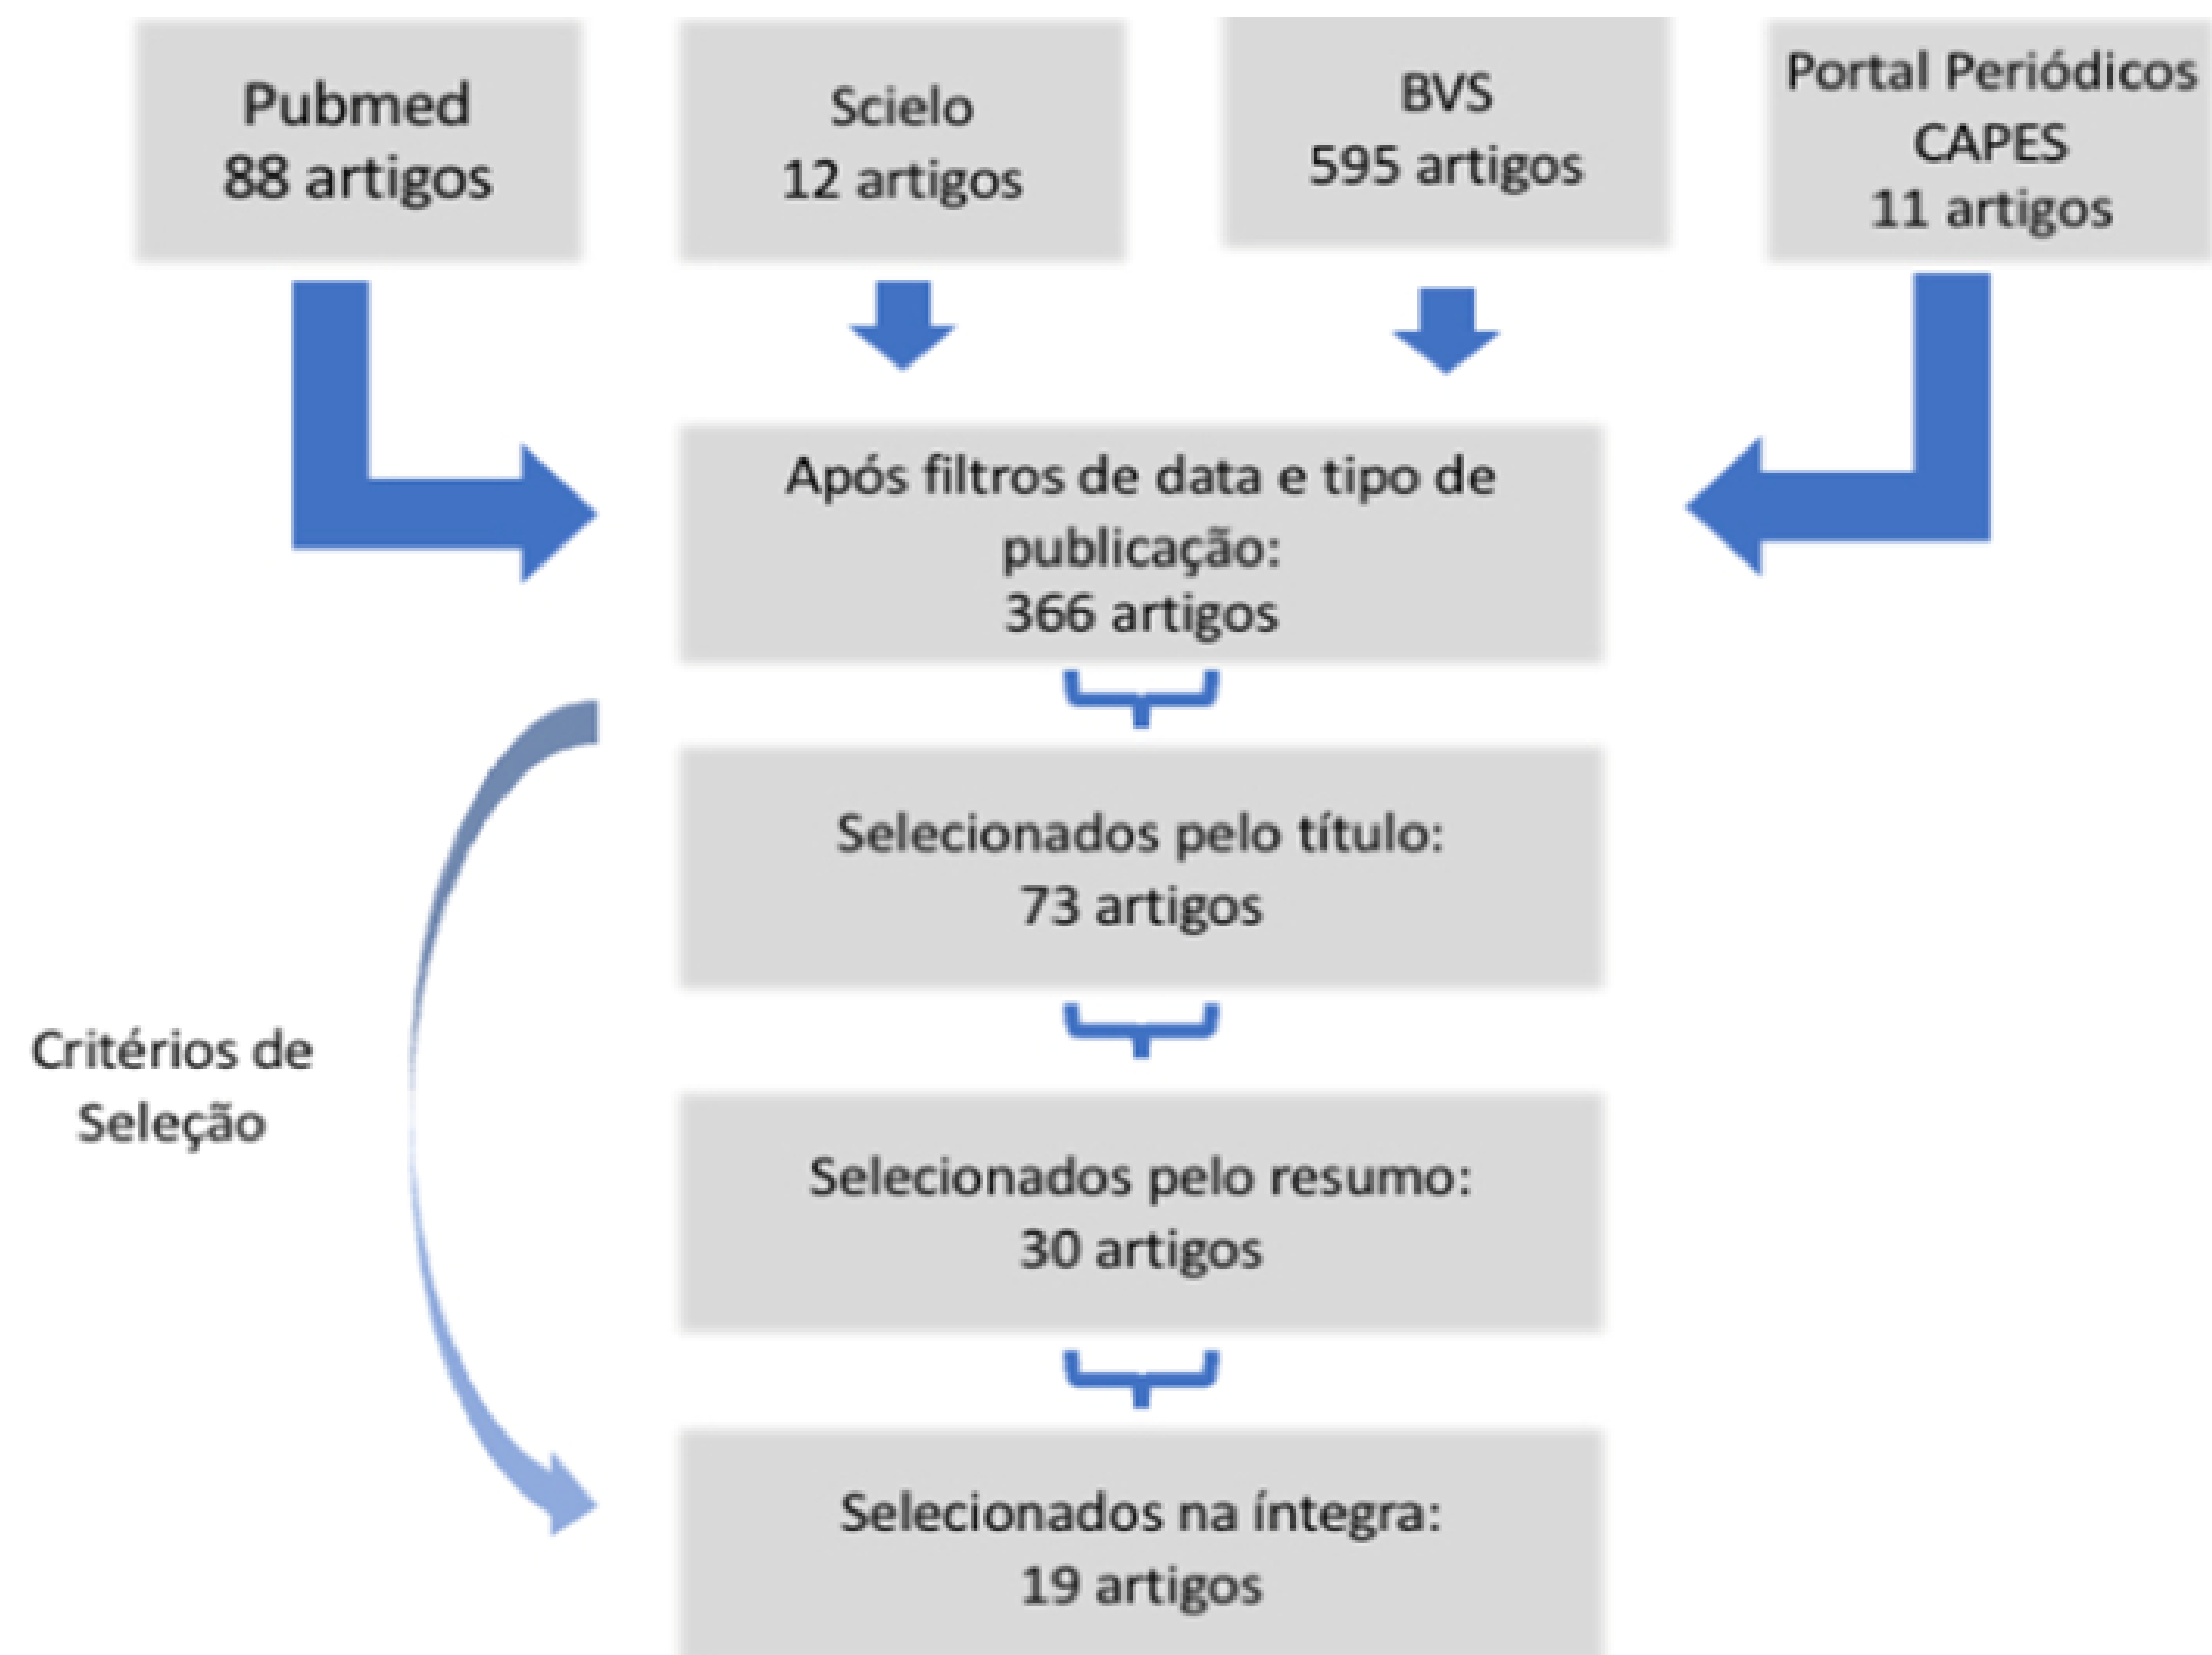 Pubmed
88 artigos
Scielo
12 artigos
BVS
595 artigos
Portal Periódicos
CAPES
11 artigos
Após filtros de data e tipo de
publicação:
366 artigos
Selecionados pelo título:
73 artigos
Critérios de
Seleção
Selecionados pelo resumo:
30 artigos
Selecionados na íntegra:
19 artigos